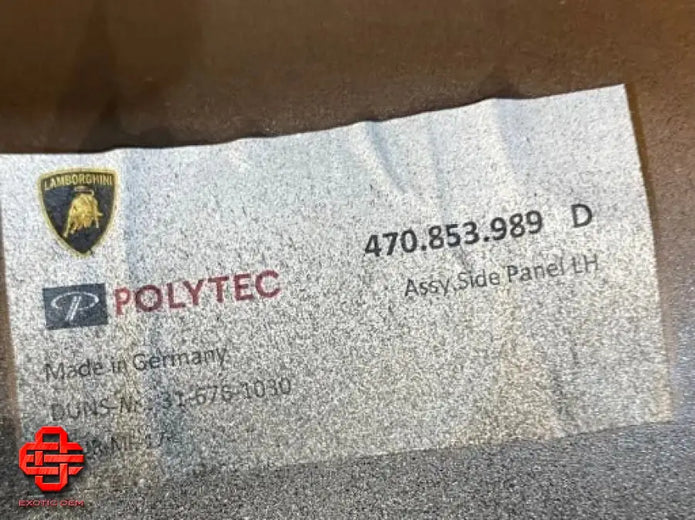 LAMBORGHINI
470.853.989 D
POLYTEC
Assy.Side Panel LH
Made in Germany
DUNS-Nr. 31-676-1030
EXOTIC OEM